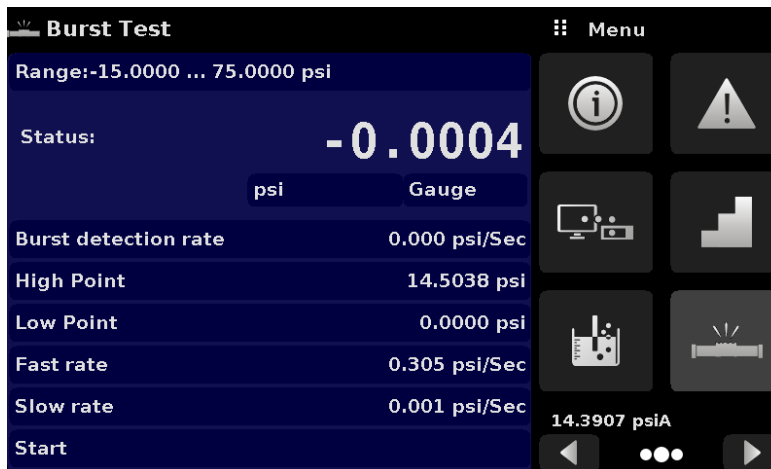 Burst Test
Menu
Range:-15.0000 ... 75.0000 psi
Status:
-0.0004
psi Gauge
Burst detection rate 0.000 psi/Sec
High Point 14.5038 psi
Low Point 0.0000 psi
Fast rate 0.305 psi/Sec
Slow rate 0.001 psi/Sec
Start
14.3907 psiA